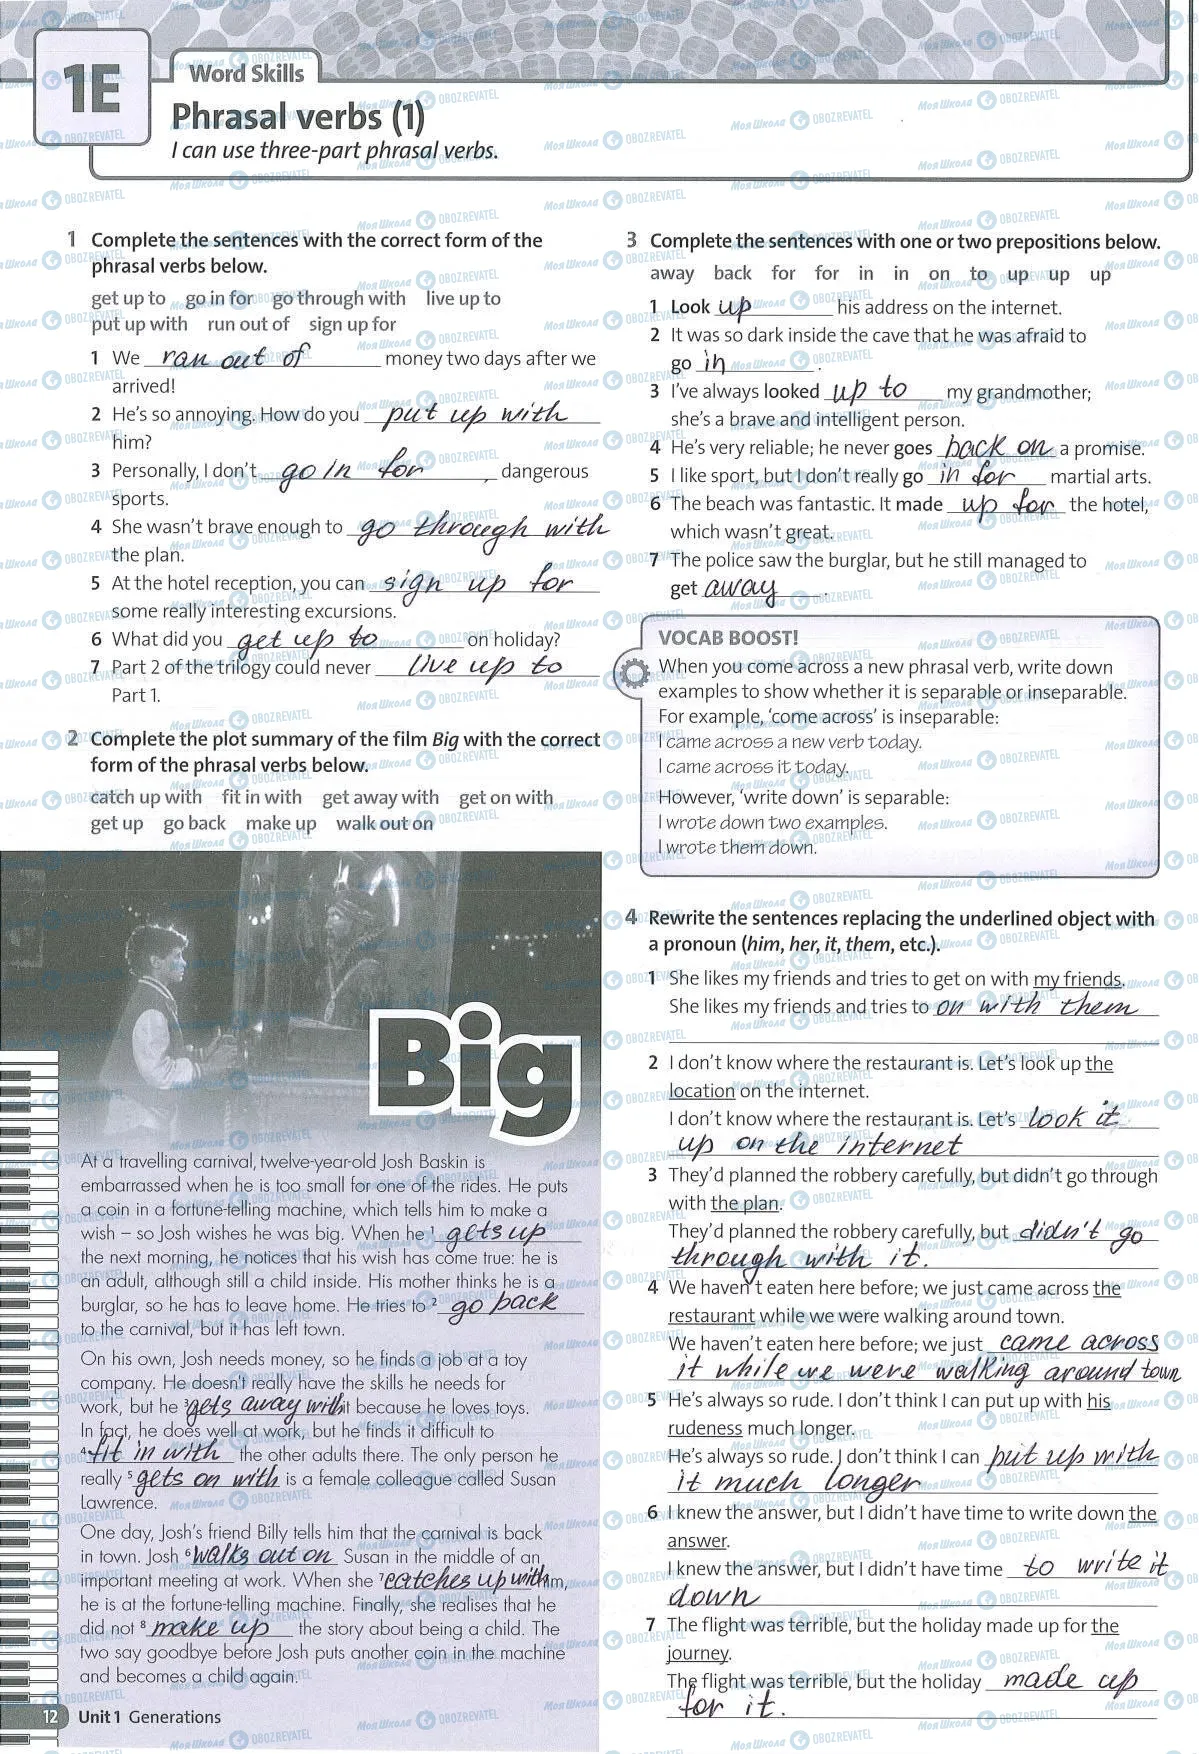 1E
Word Skills
Phrasal verbs (1)
I can use three-part phrasal verbs.
1 Complete the sentences with the correct form of the
phrasal verbs below.
get up to go in for go through with live up to
put up with run out of sign up for
1 We ran out of money two days after we
arrived!
2 He's so annoying. How do you put up with
him?
3 Personally, I don't go in for dangerous
sports.
4 She wasn't brave enough to go through with
the plan.
5 At the hotel reception, you can sign up for
some really interesting excursions.
6 What did you get up to on holiday?
7 Part 2 of the trilogy could never live up to
Part 1.
2 Complete the plot summary of the film Big with the correct
form of the phrasal verbs below.
catch up with fit in with get away with get on with
get up go back make up walk out on
Big
At a travelling carnival, twelve-year-old Josh Baskin is
embarrassed when he is too small for one of the rides. He puts
a coin in a fortune-telling machine, which tells him to make a
wish – so Josh wishes he was big. When he 1 gets up
the next morning, he notices that his wish has come true: he is
an adult, although still a child inside. His mother thinks he is a
burglar, so he has to leave home. He tries to 2 go back
to the carnival, but it has left town.
On his own, Josh needs money, so he finds a job at a toy
company. He doesn't really have the skills he needs for
work, but he 3 gets away with it because he loves toys.
In fact, he does well at work, but he finds it difficult to
4 fit in with the other adults there. The only person he
really 5 gets on with is a female colleague called Susan
Lawrence.
One day, Josh's friend Billy tells him that the carnival is back
in town. Josh 6 walks out on Susan in the middle of an
important meeting at work. When she 7 catches up with him,
he is at the fortune-telling machine. Finally, she realises that he
did not 8 make up the story about being a child. The
two say goodbye before Josh puts another coin in the machine
and becomes a child again.
12 Unit 1 Generations
3 Complete the sentences with one or two prepositions below.
away back for for in in on to up up up
1 Look up his address on the internet.
2 It was so dark inside the cave that he was afraid to
go in .
3 I've always looked up to my grandmother;
she's a brave and intelligent person.
4 He's very reliable; he never goes back on a promise.
5 I like sport, but I don't really go in for martial arts.
6 The beach was fantastic. It made up for the hotel,
which wasn't great.
7 The police saw the burglar, but he still managed to
get away .
VOCAB BOOST!
When you come across a new phrasal verb, write down
examples to show whether it is separable or inseparable.
For example, 'come across' is inseparable:
I came across a new verb today.
I came across it today.
However, 'write down' is separable:
I wrote down two examples.
I wrote them down.
4 Rewrite the sentences replacing the underlined object with
a pronoun (him, her, it, them, etc.).
1 She likes my friends and tries to get on with my friends.
She likes my friends and tries to on with them
2 I don't know where the restaurant is. Let's look up the
location on the internet.
I don't know where the restaurant is. Let's look it
up on the internet
3 They'd planned the robbery carefully, but didn't go through
with the plan.
They'd planned the robbery carefully, but didn't go
through with it.
4 We haven't eaten here before; we just came across the
restaurant while we were walking around town.
We haven't eaten here before; we just came across
it while we were walking around town
5 He's always so rude. I don't think I can put up with his
rudeness much longer.
He's always so rude. I don't think I can put up with
it much longer
6 I knew the answer, but I didn't have time to write down the
answer.
I knew the answer, but I didn't have time to write it
down
7 The flight was terrible, but the holiday made up for the
journey.
The flight was terrible, but the holiday made up
for it.
Моя Школа OBOZREVATEL